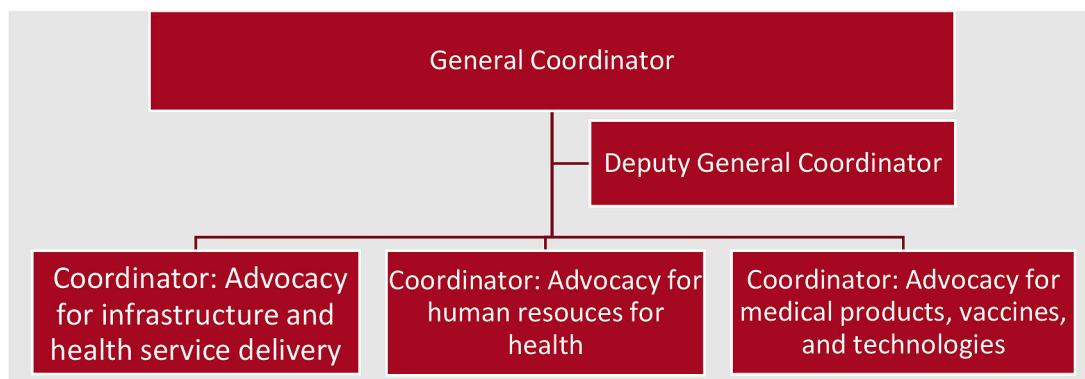 General Coordinator
Deputy General Coordinator
Coordinator: Advocacy
for infrastructure and
health service delivery
Coordinator: Advocacy for
human resouces for
health
Coordinator: Advocacy for
medical products, vaccines,
and technologies